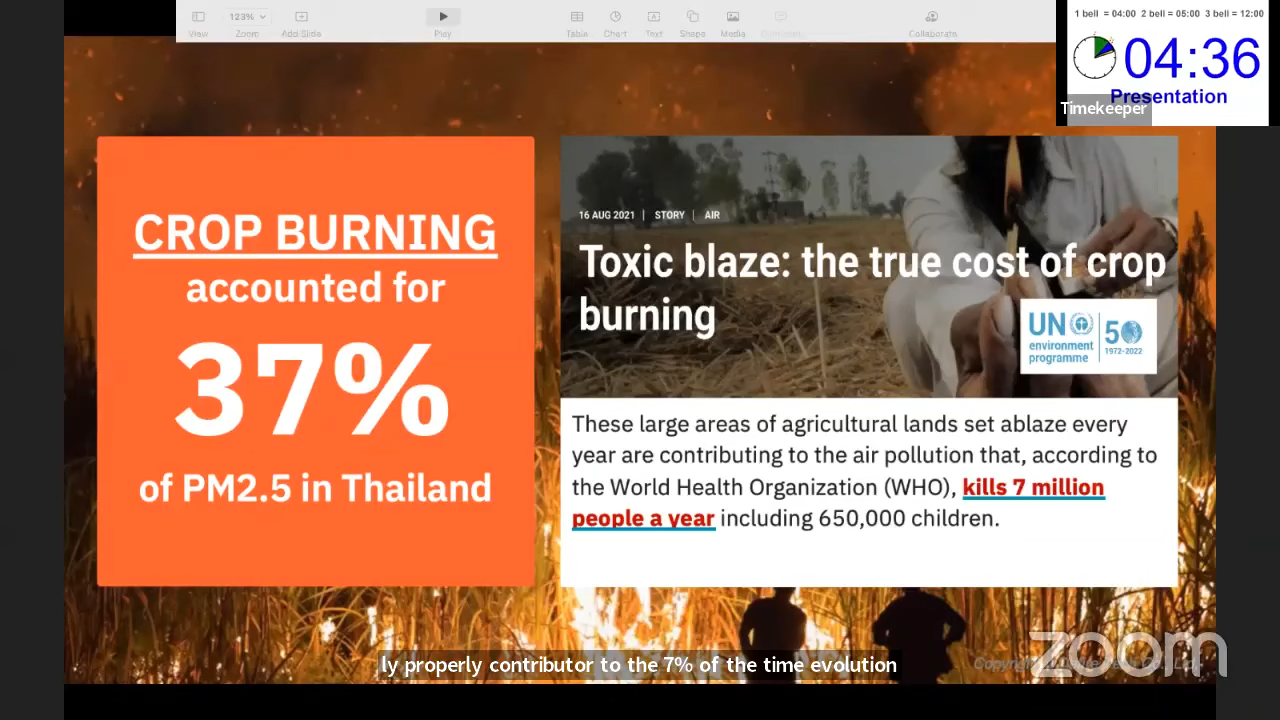 View
123%
Zoom
Add Slide
Play
Table
Chart
Text
Shape
Media
Collaborate
1 bell = 04:00 2 bell = 05:00 3 bell = 12:00
04:36
Presentation
Timekeeper
CROP BURNING
accounted for
37%
of PM2.5 in Thailand
16 AUG 2021 | STORY | AIR
Toxic blaze: the true cost of crop
burning
UN
environment
programme
50
1972-2022
These large areas of agricultural lands set ablaze every
year are contributing to the air pollution that, according to
the World Health Organization (WHO), kills 7 million
people a year including 650,000 children.
ly properly contributor to the 7% of the time evolution
zoom